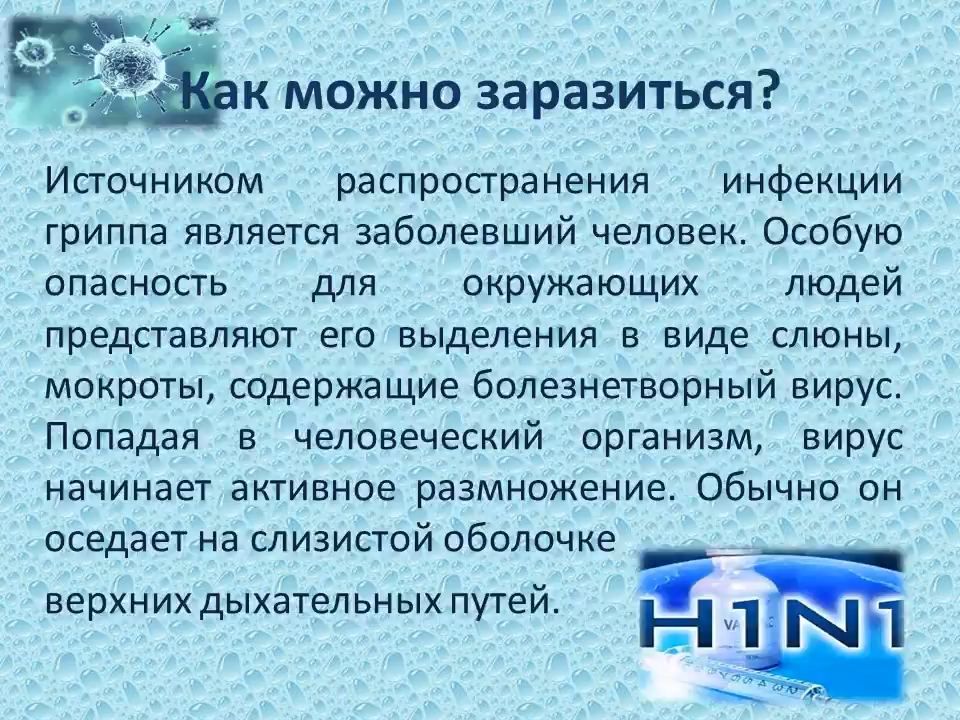 Как можно заразиться?
Источником распространения инфекции
гриппа является заболевший человек. Особую
опасность для окружающих людей
представляют его выделения в виде слюны,
мокроты, содержащие болезнетворный вирус.
Попадая в человеческий организм, вирус
начинает активное размножение. Обычно он
оседает на слизистой оболочке
верхних дыхательных путей.
H1N1